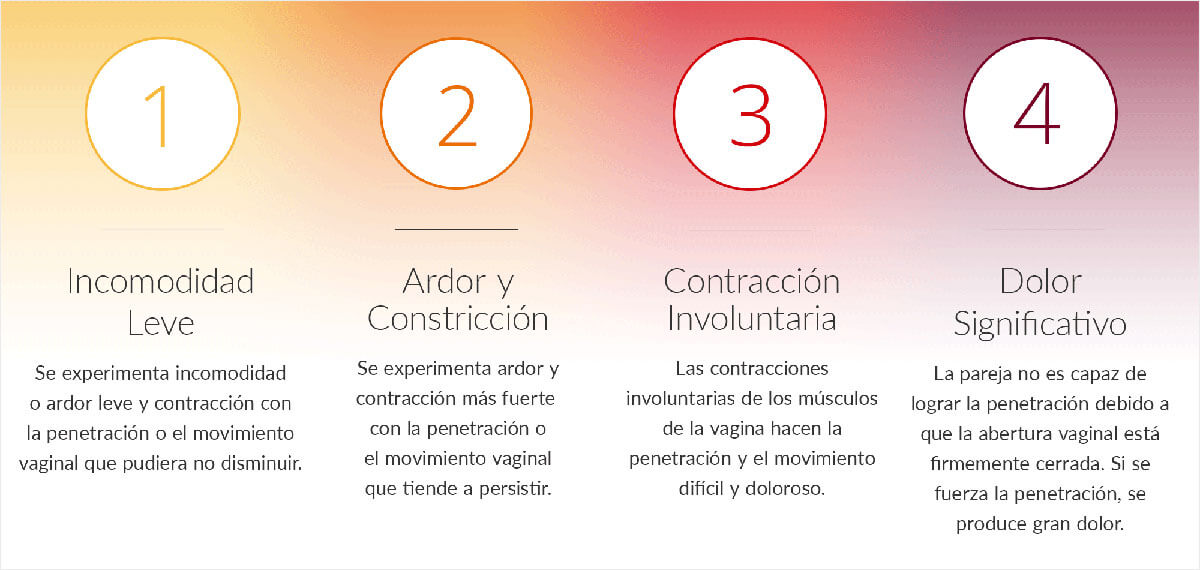 1
Incomodidad
Leve
Se experimenta incomodidad
o ardor leve y contracción con
la penetración o el movimiento
vaginal que pudiera no disminuir.
2
Ardor y
Constricción
Se experimenta ardor y
contracción más fuerte
con la penetración o
el movimiento vaginal
que tiende a persistir.
3
Contracción
Involuntaria
Las contracciones
involuntarias de los músculos
de la vagina hacen la
penetración y el movimiento
difícil y doloroso.
4
Dolor
Significativo
La pareja no es capaz de
lograr la penetración debido a
que la abertura vaginal está
firmemente cerrada. Si se
fuerza la penetración, se
produce gran dolor.